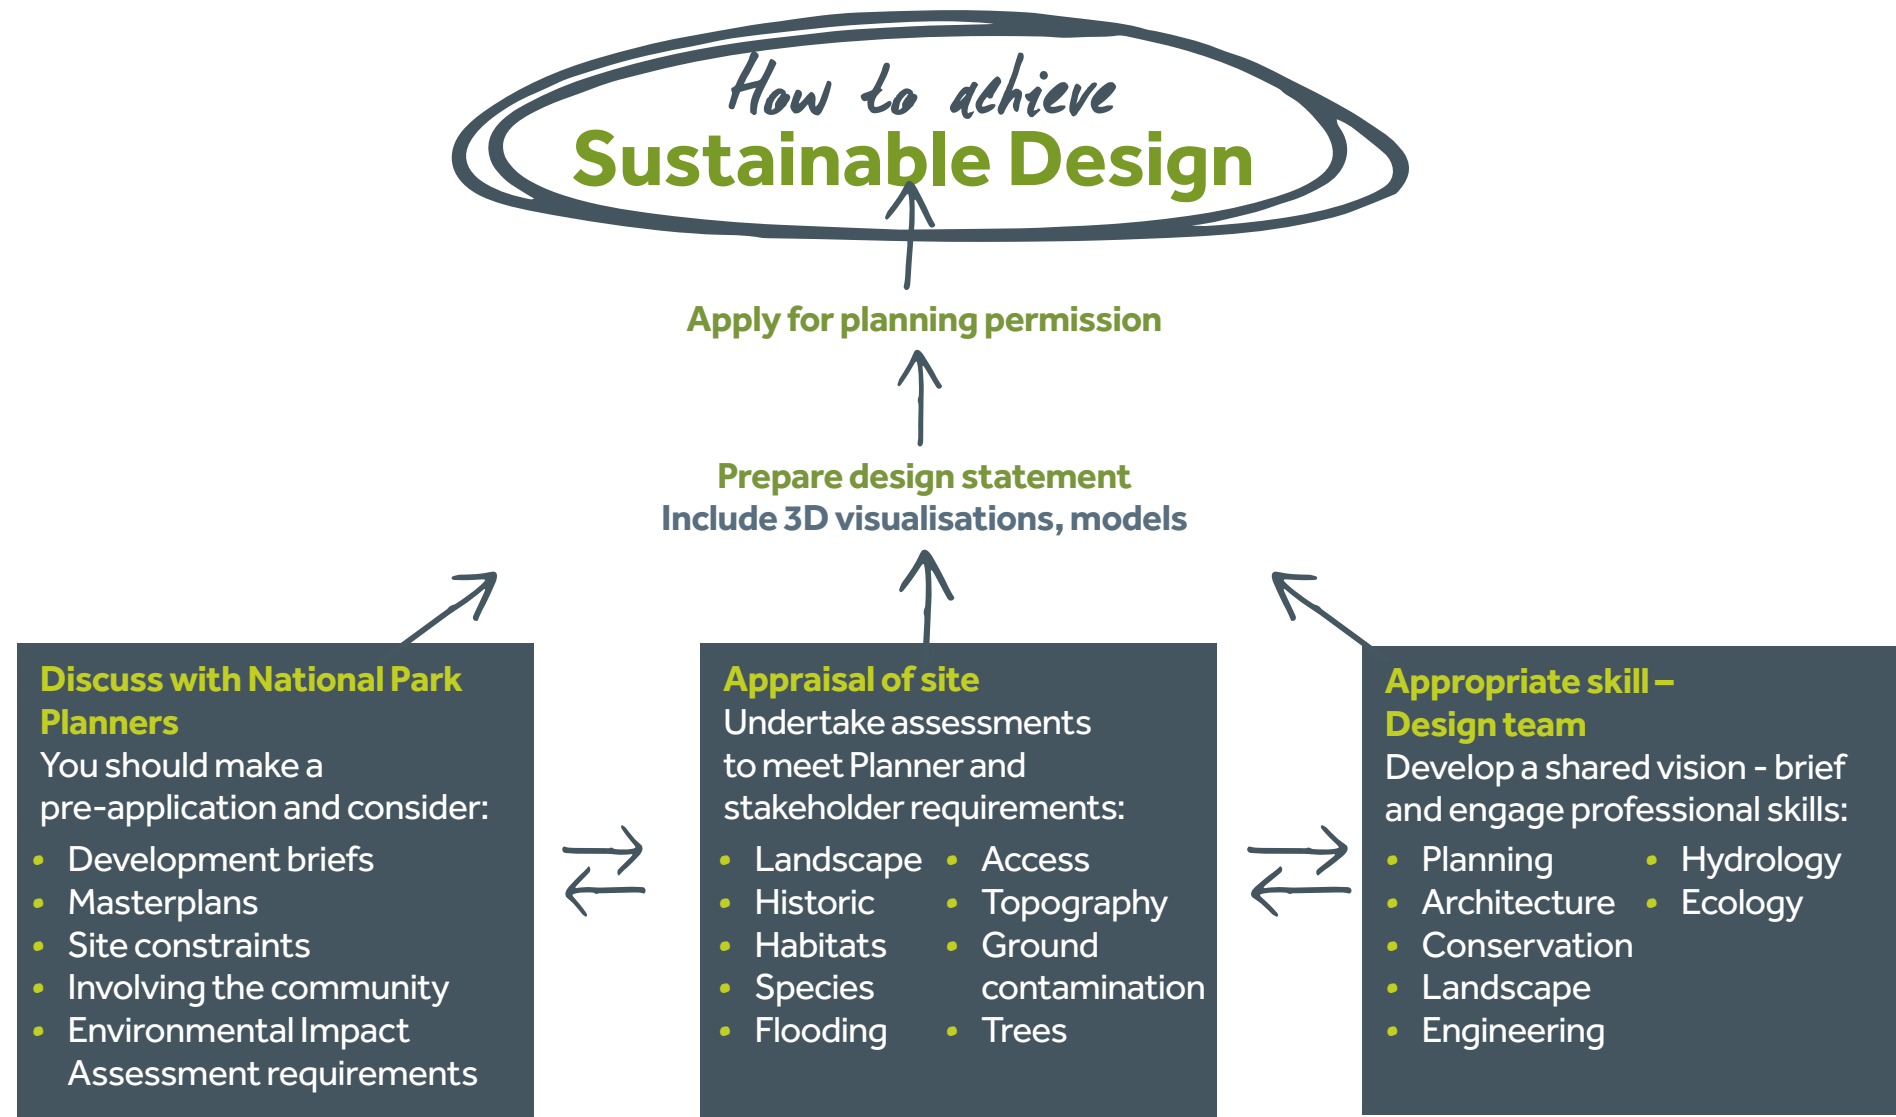 How to achieve
Sustainable Design
Apply for planning permission
Prepare design statement
Include 3D visualisations, models
Discuss with National Park
Planners
You should make a
pre-application and consider:
• Development briefs
• Masterplans
• Site constraints
• Involving the community
• Environmental Impact
Assessment requirements
Appraisal of site
Undertake assessments
to meet Planner and
stakeholder requirements:
• Landscape
• Historic
• Habitats
• Species
• Flooding
• Access
• Topography
• Ground
contamination
• Trees
Appropriate skill –
Design team
Develop a shared vision - brief
and engage professional skills:
• Planning
• Architecture
• Conservation
• Landscape
• Engineering
• Hydrology
• Ecology